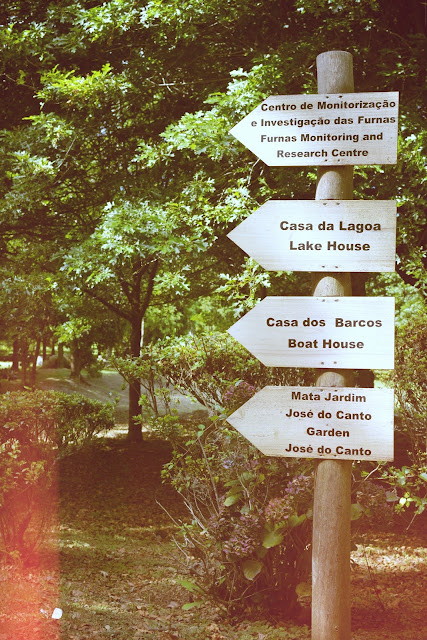 Centro de Monitorização
e Investigação das Furnas
Furnas Monitoring and
Research Centre
Casa da Lagoa
Lake House
Casa dos Barcos
Boat House
Mata Jardim
José do Canto
Garden
José do Canto